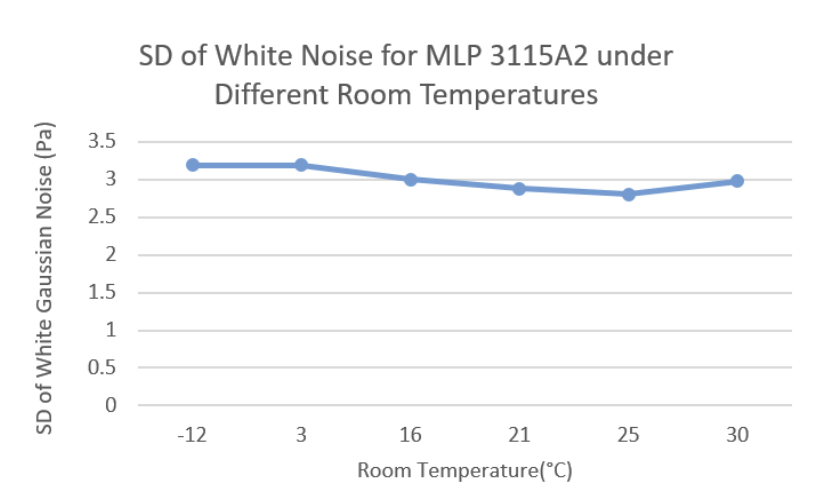 SD of White Noise for MLP 3115A2 under
Different Room Temperatures
SD of White Gaussian Noise (Pa)
3.5
3
2.5
2
1.5
1
0.5
0
-12 3 16 21 25 30
Room Temperature(°C)